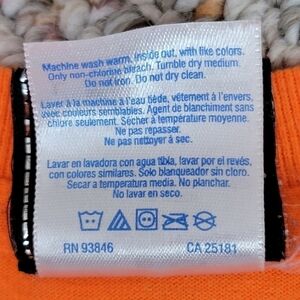 Machine wash warm, inside out, with like colors.
Only non-chlorine bleach. Tumble dry medium.
Do not iron. Do not dry clean.
Laver à la machine à l'eau tiède, vêtement à l'envers,
avec couleurs semblables. Agent de blanchiment sans
chlore seulement. Sécher à température moyenne.
Ne pas repasser.
Ne pas nettoyer à sec.
Lavar en lavadora con agua tibia, lavar por el revés,
con colores similares. Solo blanqueador sin cloro.
Secar a temperatura media. No planchar.
No lavar en seco.
RN 93846 CA 25181